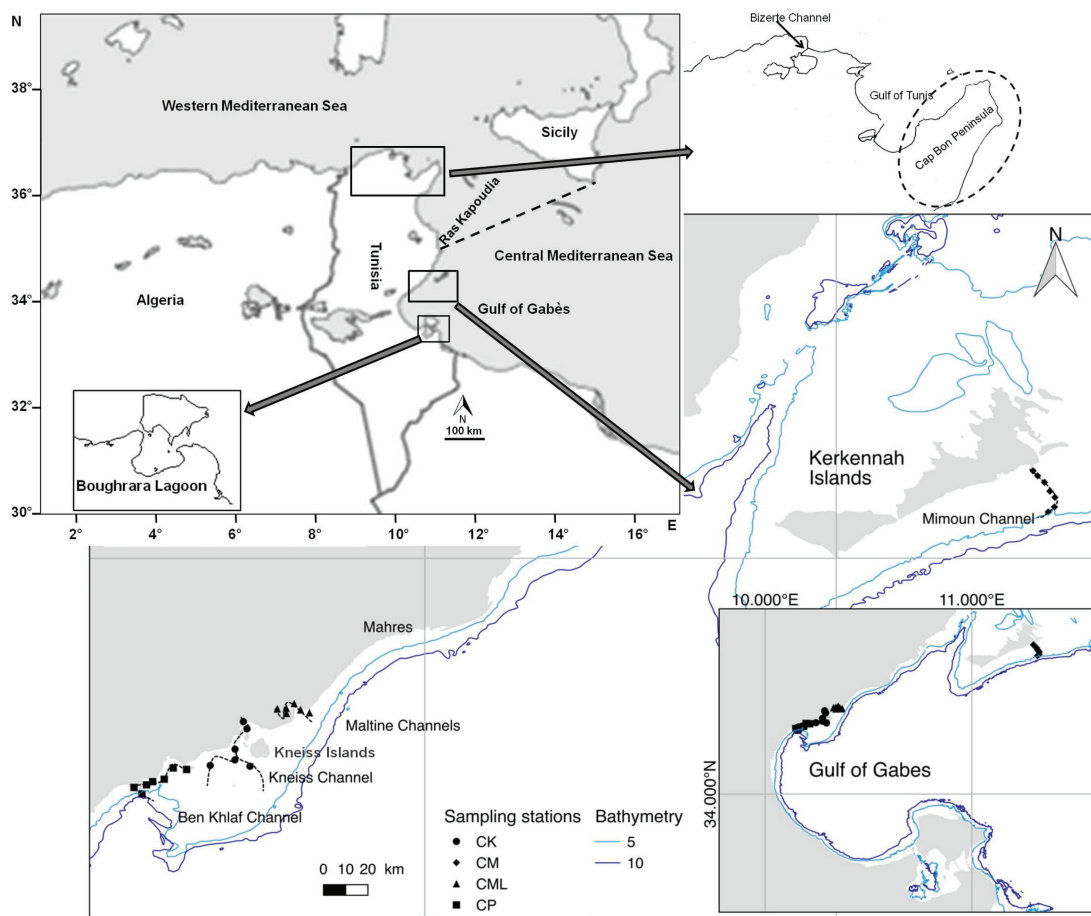 N
38°
36°
34°
32°
30°
2°
4°
6°
8°
10°
12°
14°
16°
E
Western Mediterranean Sea
Sicily
Ras Kapoudia
Central Mediterranean Sea
Tunisia
Algeria
Gulf of Gabès
N
100 km
Boughrara Lagoon
Bizerte Channel
Gulf of Tunis
Cap Bon Peninsula
N
Kerkennah
Islands
Mimoun Channel
Mahres
Maltine Channels
Kneiss Islands
Kneiss Channel
Ben Khlaf Channel
Sampling stations
CK
CM
CML
CP
Bathymetry
5
10
0 10 20 km
10.000°E
11.000°E
34.000°N
Gulf of Gabes